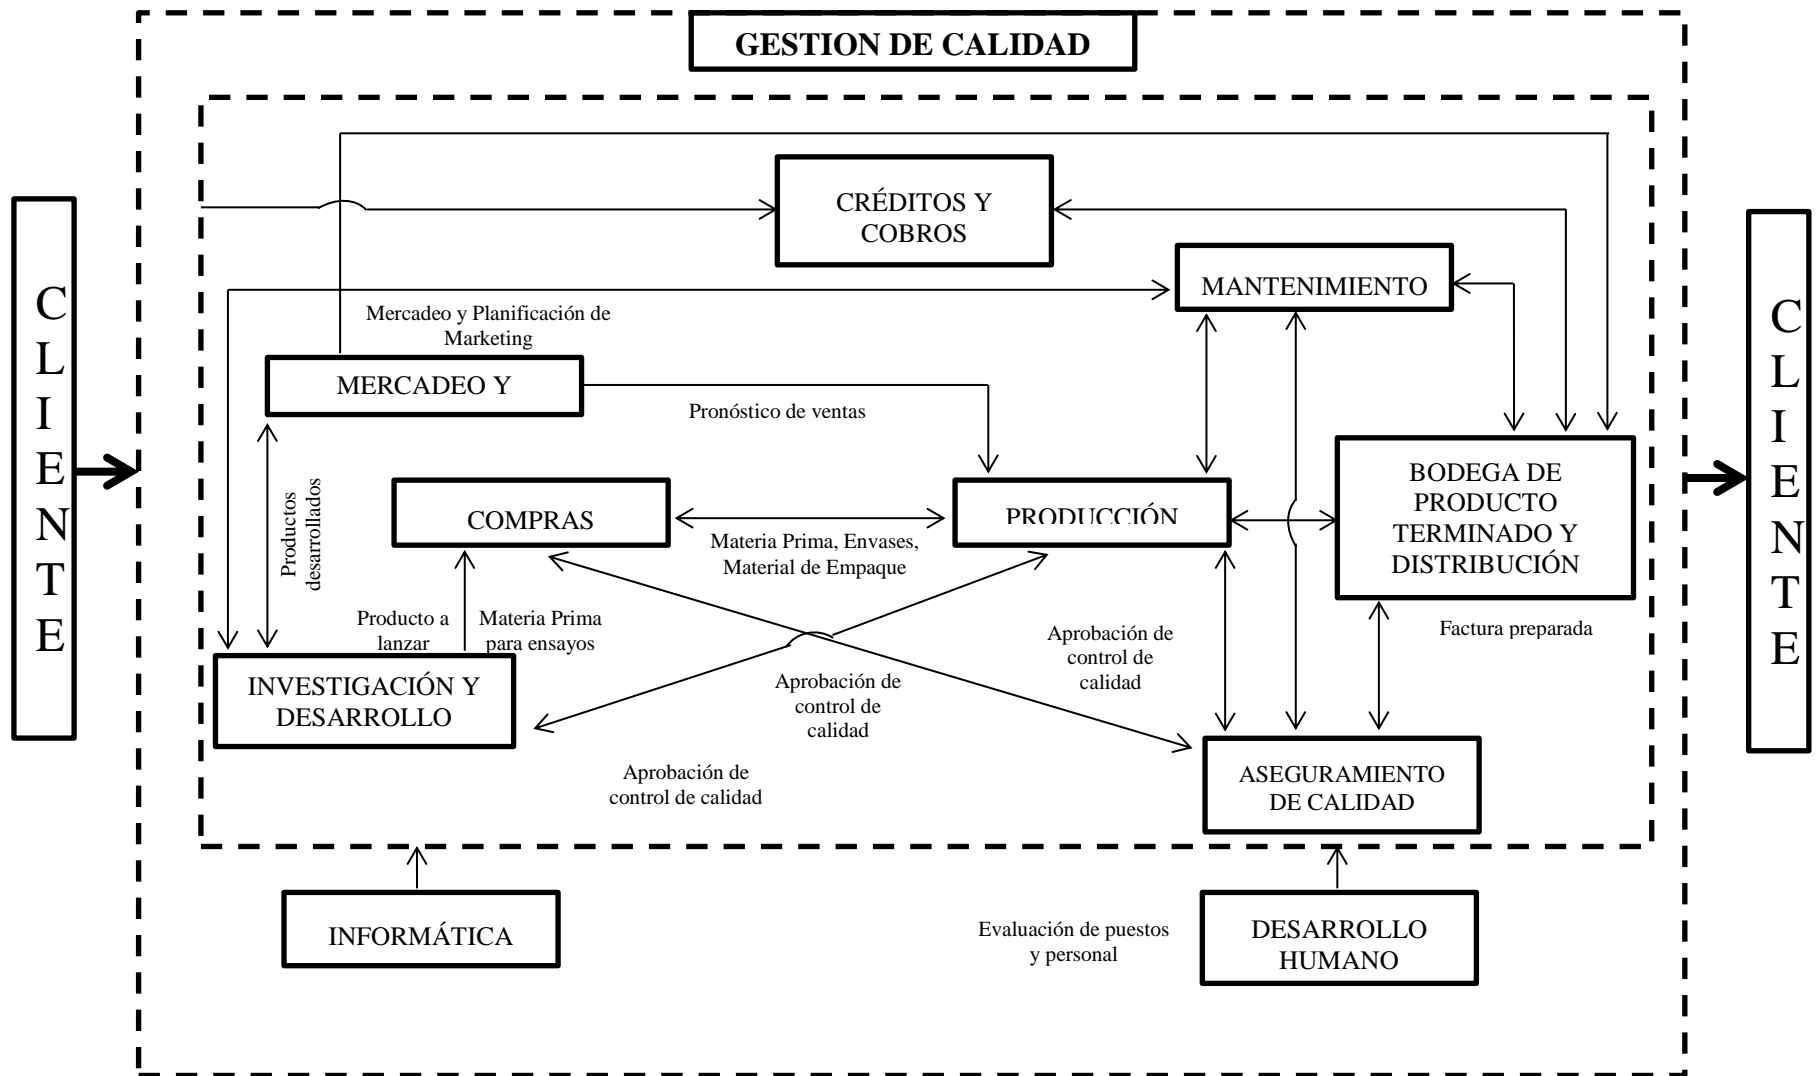 GESTION DE CALIDAD
CLIENTE
CRÉDITOS Y
COBROS
MANTENIMIENTO
Mercadeo y Planificación de
Marketing
MERCADEO Y
Pronóstico de ventas
Productos
desarrollados
COMPRAS
PRODUCCIÓN
Materia Prima, Envases,
Material de Empaque
BODEGA DE
PRODUCTO
TERMINADO Y
DISTRIBUCIÓN
Producto a
lanzar
Materia Prima
para ensayos
Aprobación de
control de
calidad
Aprobación de
control de
calidad
Factura preparada
INVESTIGACIÓN Y
DESARROLLO
Aprobación de
control de calidad
ASEGURAMIENTO
DE CALIDAD
INFORMÁTICA
Evaluación de puestos
y personal
DESARROLLO
HUMANO
CLIENTE